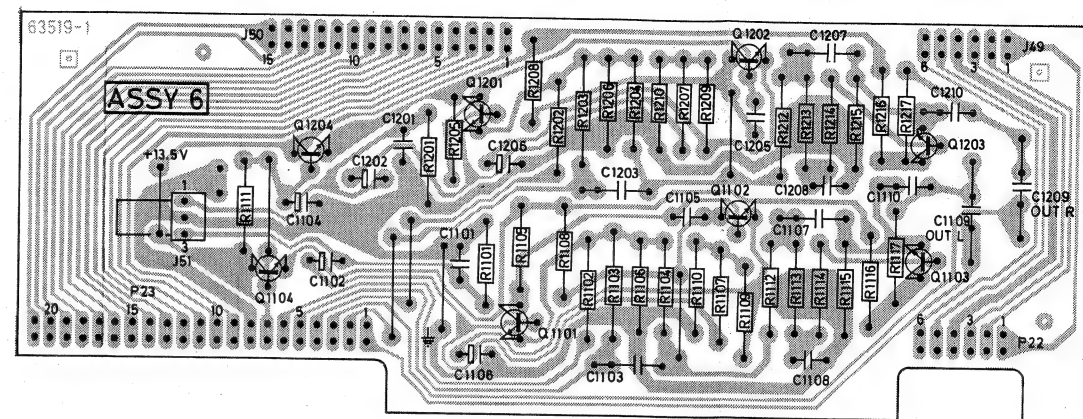 63519-1
J50
15 10 5 1
Q1202
C1207
J49
6 3 1
ASSY 6
Q1201
R1208
C1210
Q1204
C1201
R1205
R1202
R1203
R1206
R1204
R1210
R1207
R1209
C1205
R1212
R1213
R1214
R1215
R1216
R1217
Q1203
+13.5V
C1202
R1201
C1206
1
R1111
C1104
C1203
C1105
Q1102
C1208
C1110
C1209
OUT R
3
J51
C1107
C1109
OUT L
C1101
R1101
R1105
R1108
R1102
R1103
R1106
R1104
R1110
R1107
R1109
R1112
R1113
R1114
R1115
R1116
R1117
Q1103
Q1104
C1102
P23
20 15 10 5 1
Q1101
6 3 1
P22
C1106
C1103
C1108